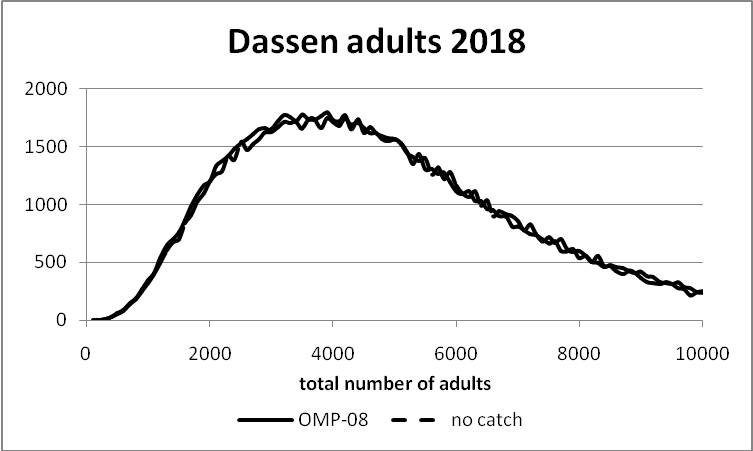 Dassen adults 2018
2000
1500
1000
500
0
0 2000 4000 6000 8000 10000
total number of adults
OMP-08 no catch